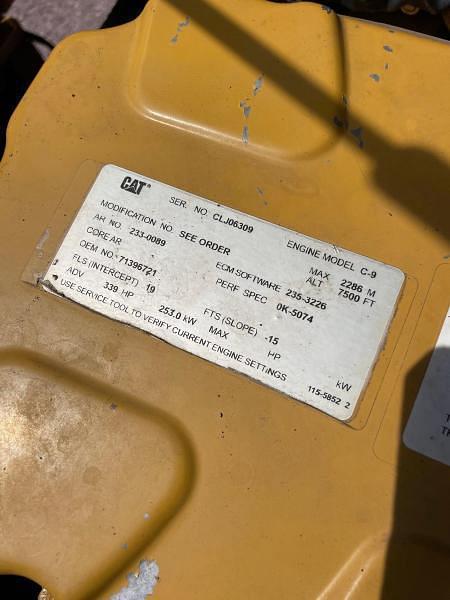 CAT® SER. NO CLJ06309 ENGINE MODEL C-9
MODIFICATION NO SEE ORDER MAX ALT 2286 M 7500 FT
AR NO. 233-0089
CORE AR ECM SOFTWARE 235-3226
OEM NO. 71396721 PERF SPEC 0K-5074
FLS (INTERCEPT) 19 FTS (SLOPE) -15
ADV 339 HP 253.0 kW MAX HP kW
USE SERVICE TOOL TO VERIFY CURRENT ENGINE SETTINGS 115-5852 2